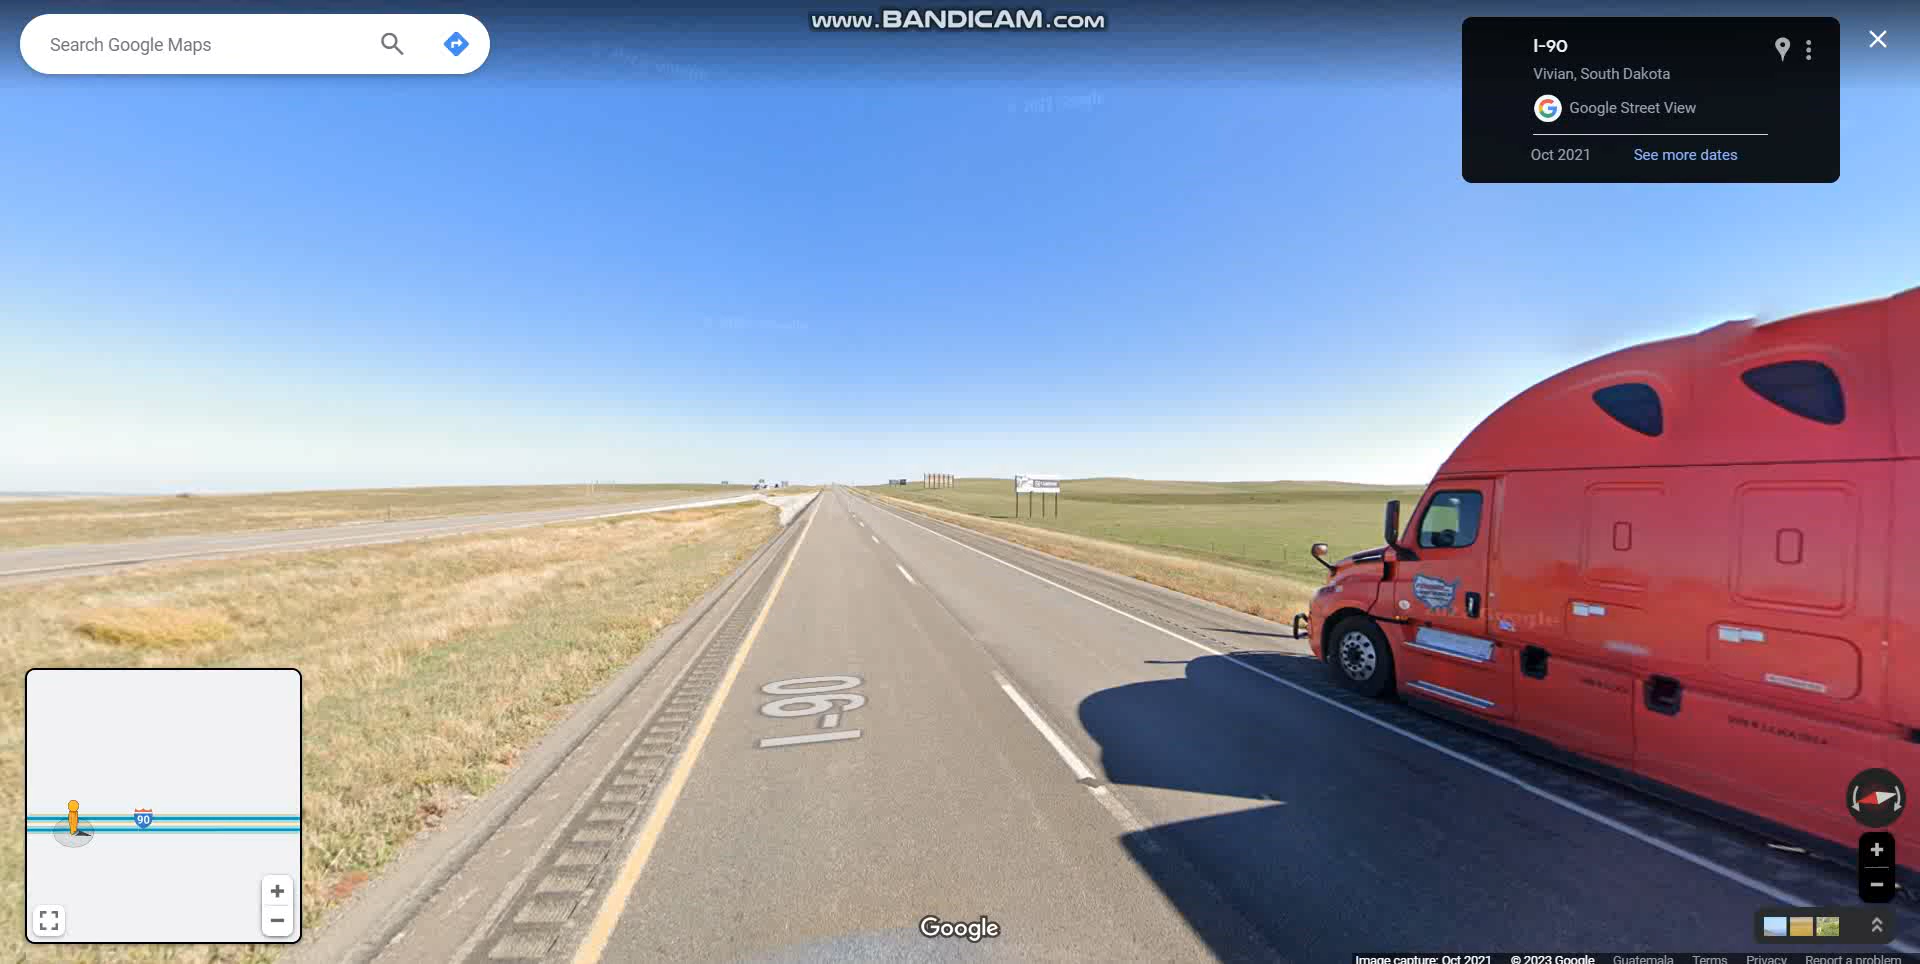 www.BANDICAM.com
Search Google Maps
I-90
Vivian, South Dakota
Google Street View
Oct 2021
See more dates
I-90
90
Google
Image capture: Oct 2021
© 2023 Google
Guatemala
Terms
Privacy
Report a problem